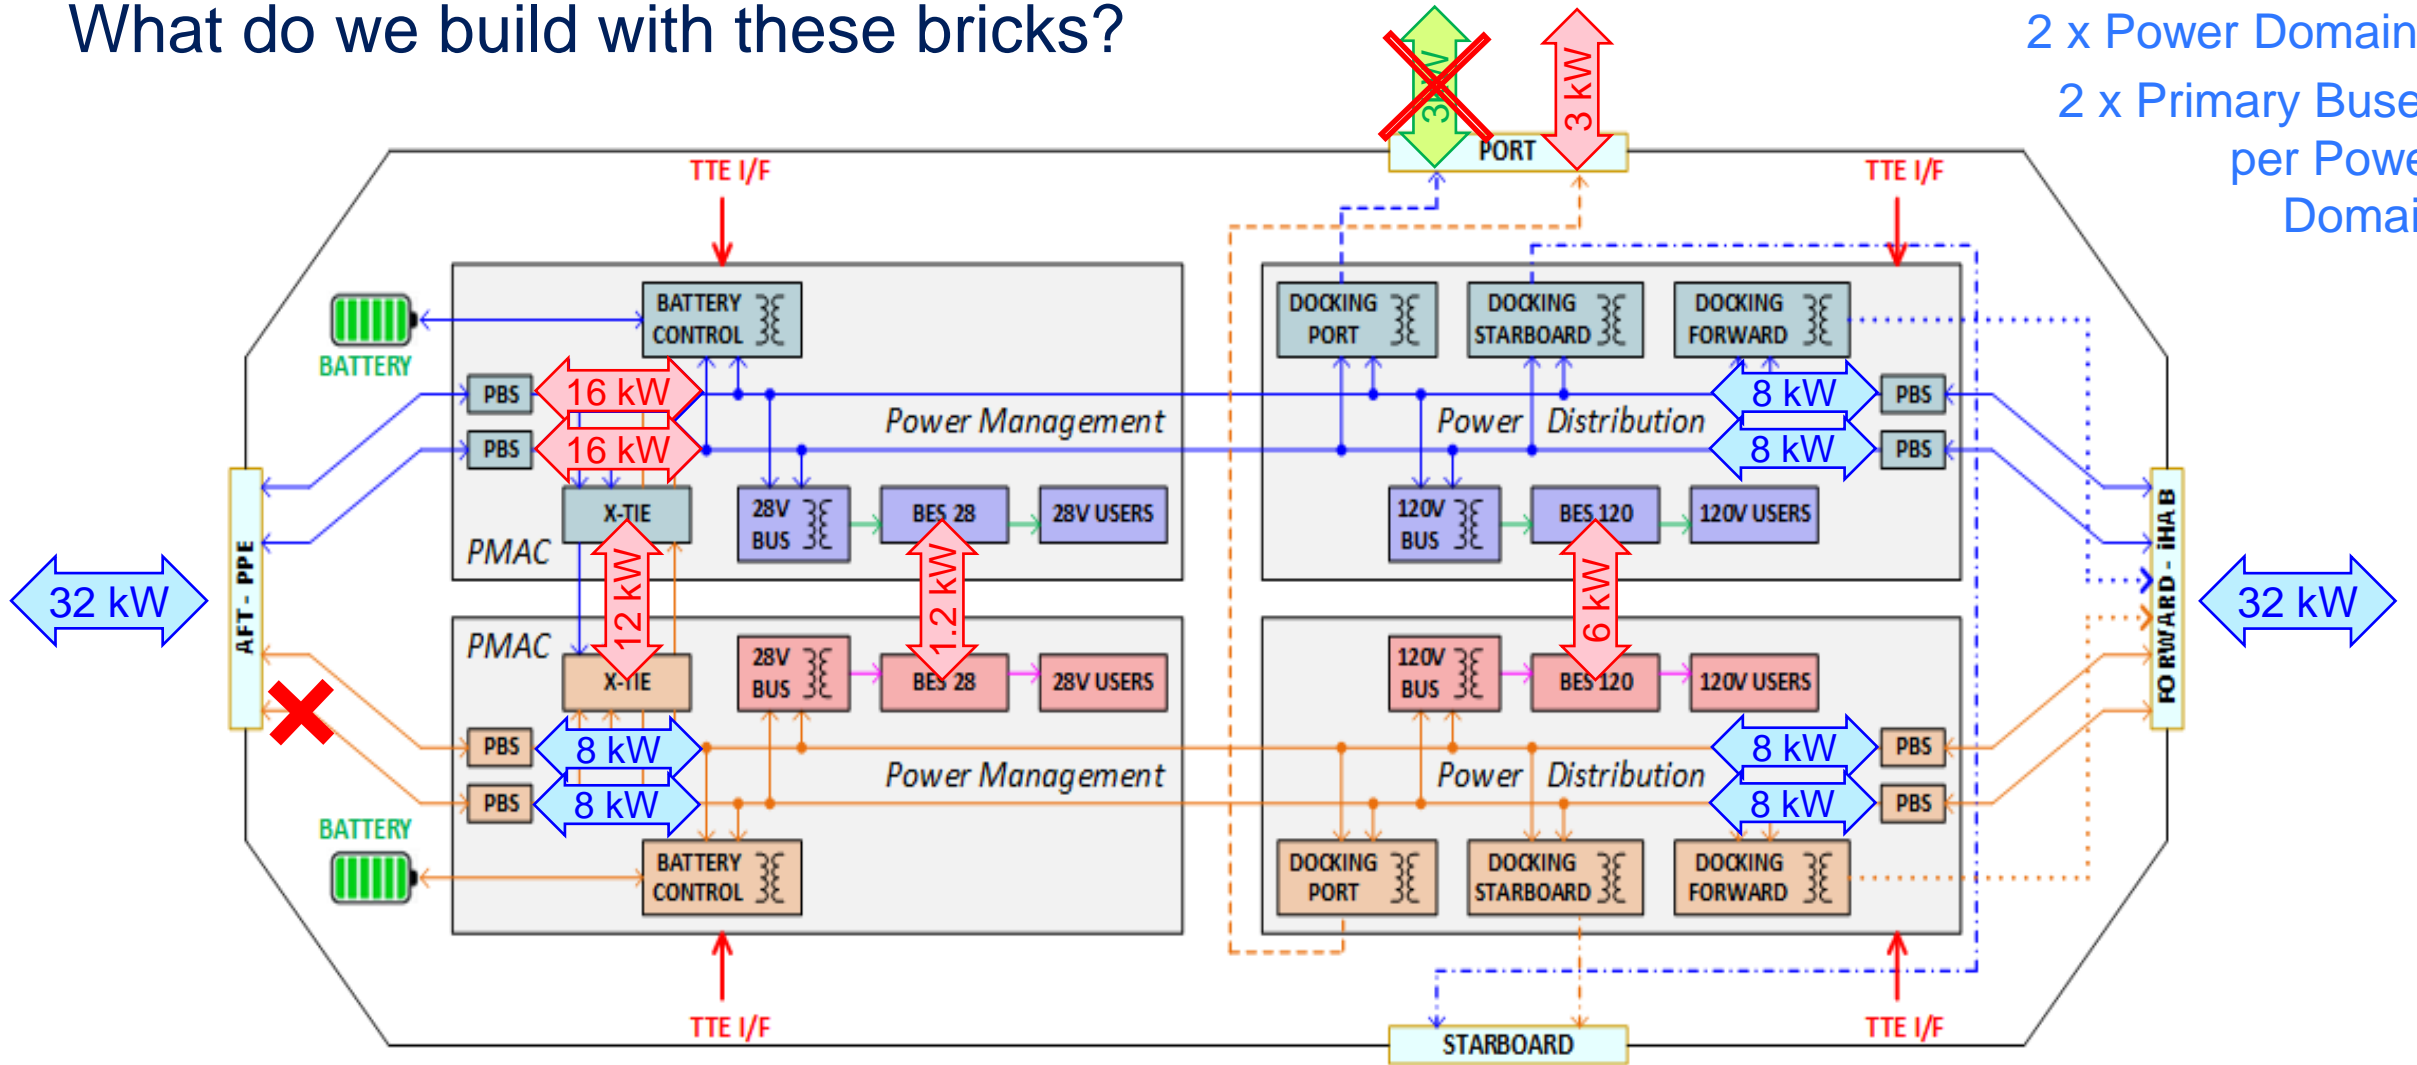 What do we build with these bricks?
2 x Power Domain
2 x Primary Buse
per Powe
Domai
3 kW
PORT
TTE I/F
TTE I/F
BATTERY
CONTROL
DOCKING
PORT
DOCKING
STARBOARD
DOCKING
FORWARD
BATTERY
PBS
16 kW
8 kW
PBS
Power Management
Power Distribution
PBS
16 kW
8 kW
PBS
X-TIE
28V
BUS
BES 28
28V USERS
120V
BUS
BES 120
120V USERS
PMAC
AFT - PPE
FORWARD - iHAB
32 kW
12 kW
1.2 kW
6 kW
32 kW
PMAC
X-TIE
28V
BUS
BES 28
28V USERS
120V
BUS
BES 120
120V USERS
PBS
8 kW
8 kW
PBS
Power Management
Power Distribution
PBS
8 kW
8 kW
PBS
BATTERY
BATTERY
CONTROL
DOCKING
PORT
DOCKING
STARBOARD
DOCKING
FORWARD
TTE I/F
TTE I/F
STARBOARD